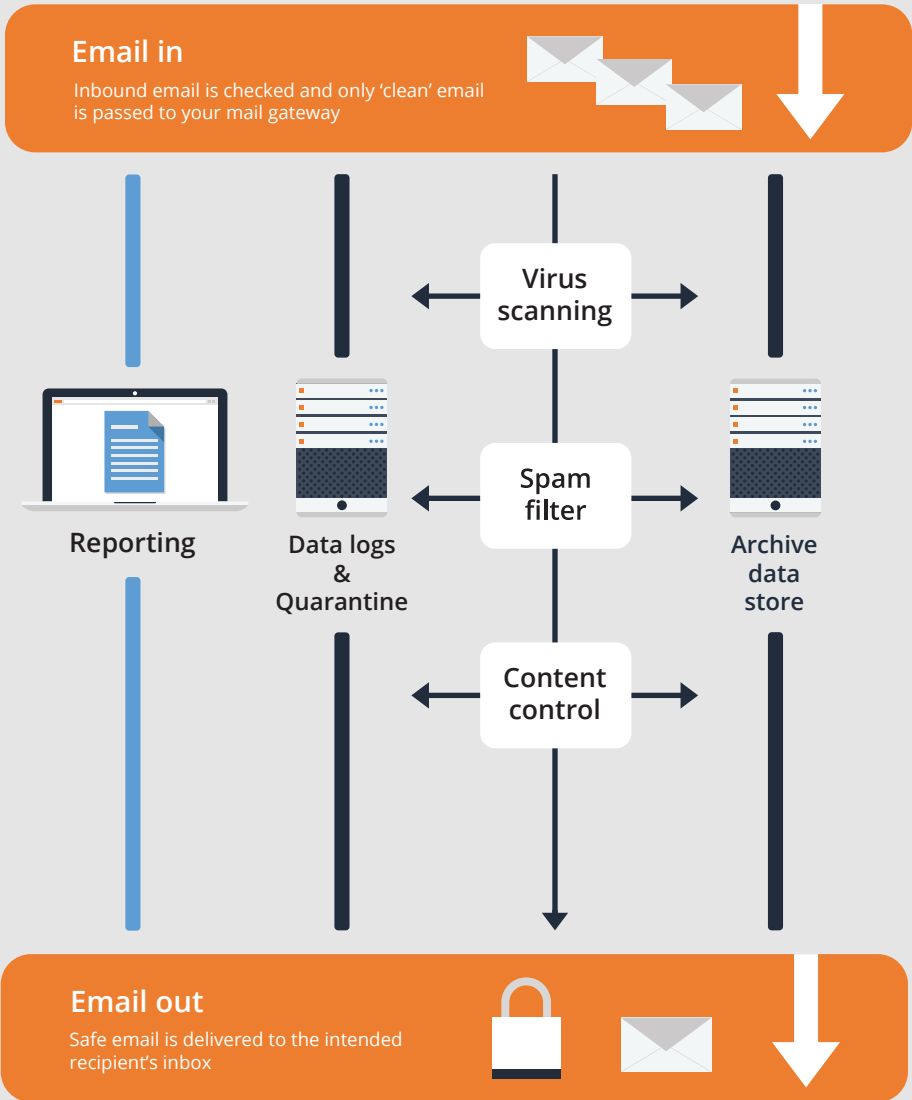 Email in
Inbound email is checked and only ‘clean’ email
is passed to your mail gateway
Virus
scanning
Spam
filter
Reporting
Data logs
&
Quarantine
Archive
data
store
Content
control
Email out
Safe email is delivered to the intended
recipient’s inbox